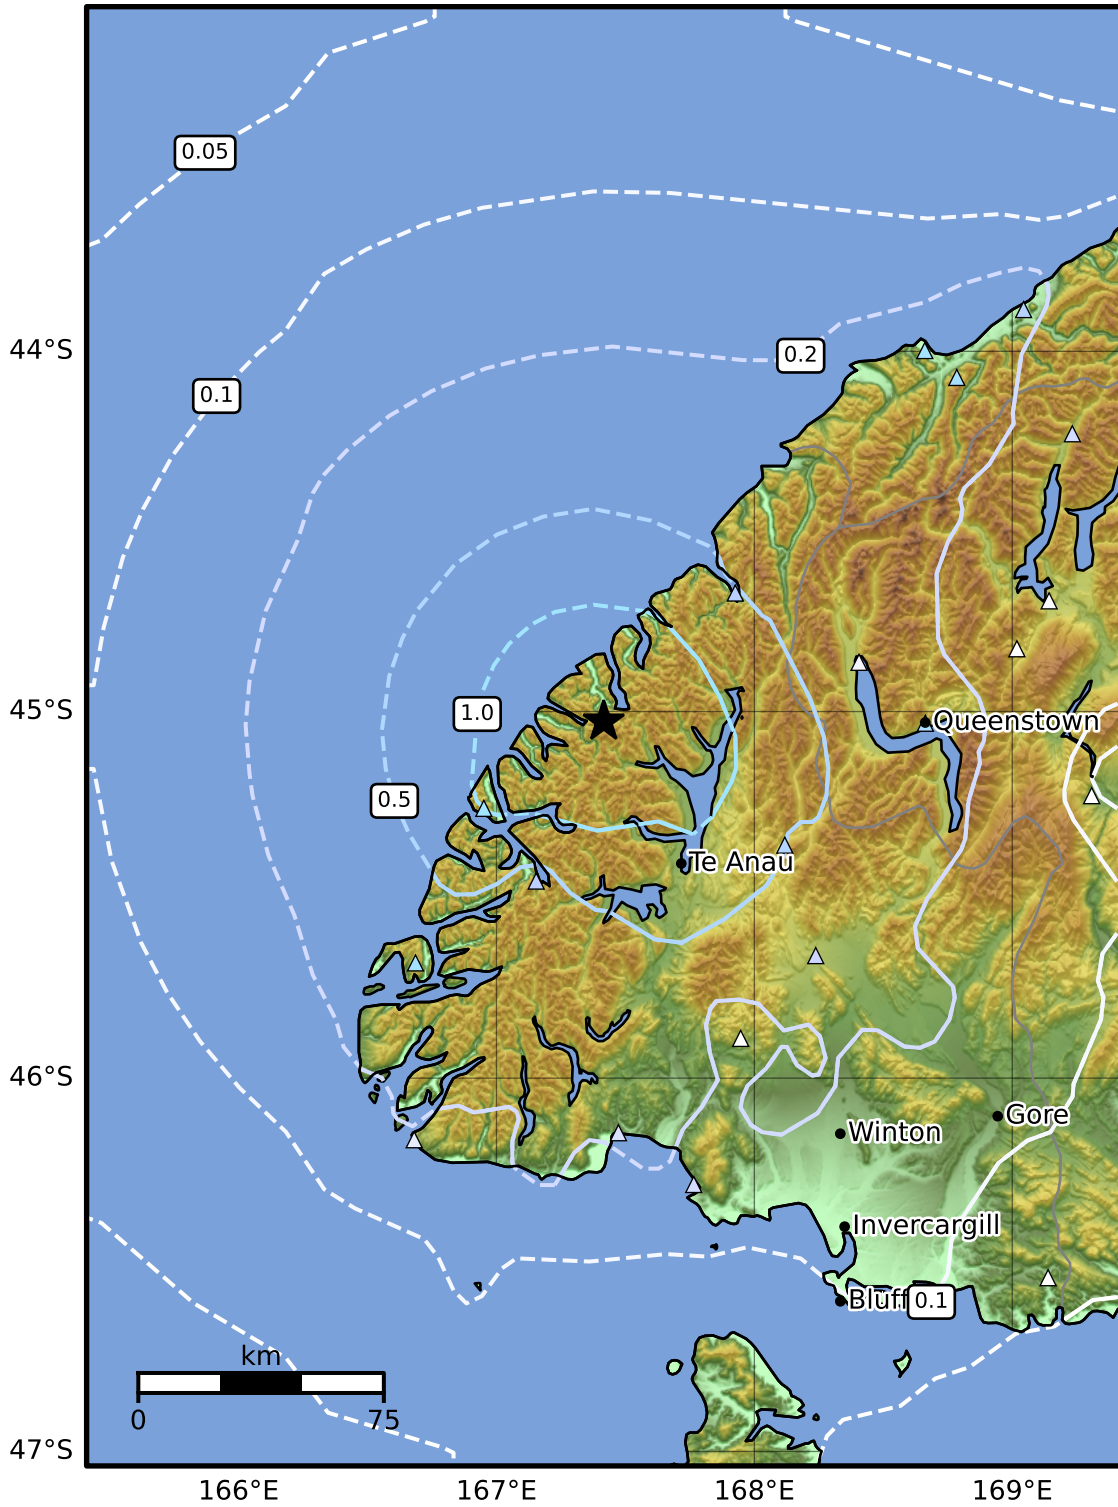 0.05
44°S
0.2
0.1
45°S
1.0
Queenstown
0.5
Te Anau
46°S
Gore
Winton
Invercargill
Bluff
0.1
km
0
75
47°S
166°E
167°E
168°E
169°E